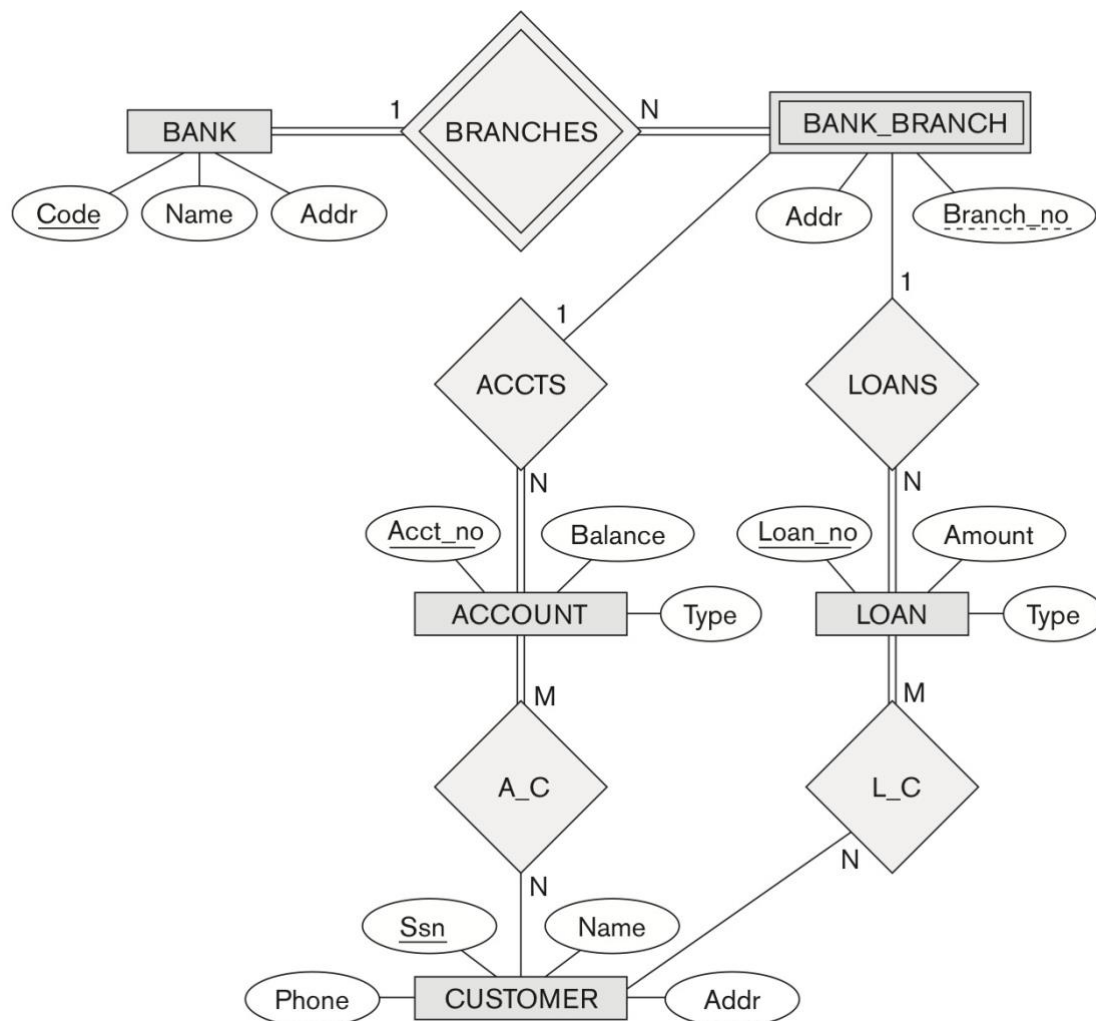 1
N
BANK
BRANCHES
BANK_BRANCH
Code
Name
Addr
Addr
Branch_no
1
1
ACCTS
LOANS
N
N
Acct_no
Balance
Loan_no
Amount
ACCOUNT
Type
LOAN
Type
M
M
A_C
L_C
N
N
Ssn
Name
Phone
CUSTOMER
Addr